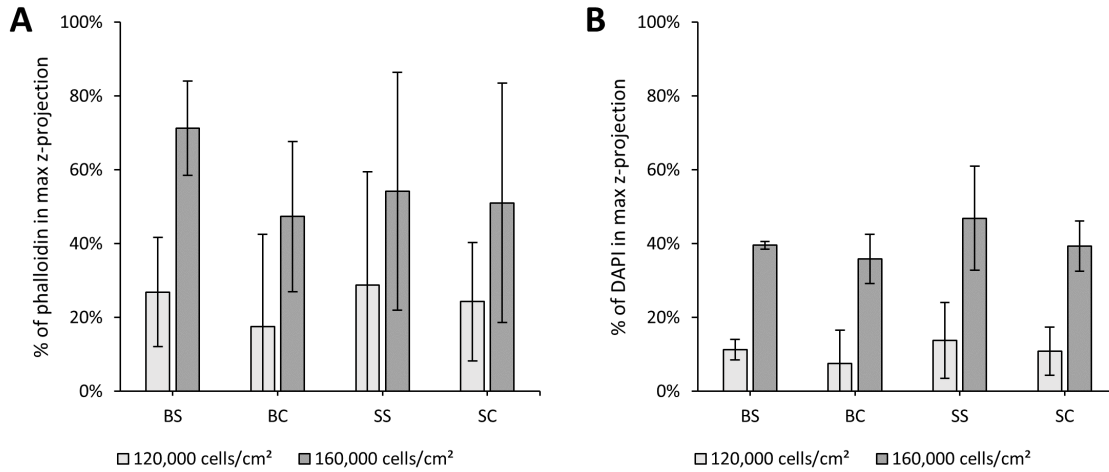 A
% of phalloidin in max z-projection
100%
80%
60%
40%
20%
0%
BS
BC
SS
SC
120,000 cells/cm²
160,000 cells/cm²
B
% of DAPI in max z-projection
100%
80%
60%
40%
20%
0%
BS
BC
SS
SC
120,000 cells/cm²
160,000 cells/cm²